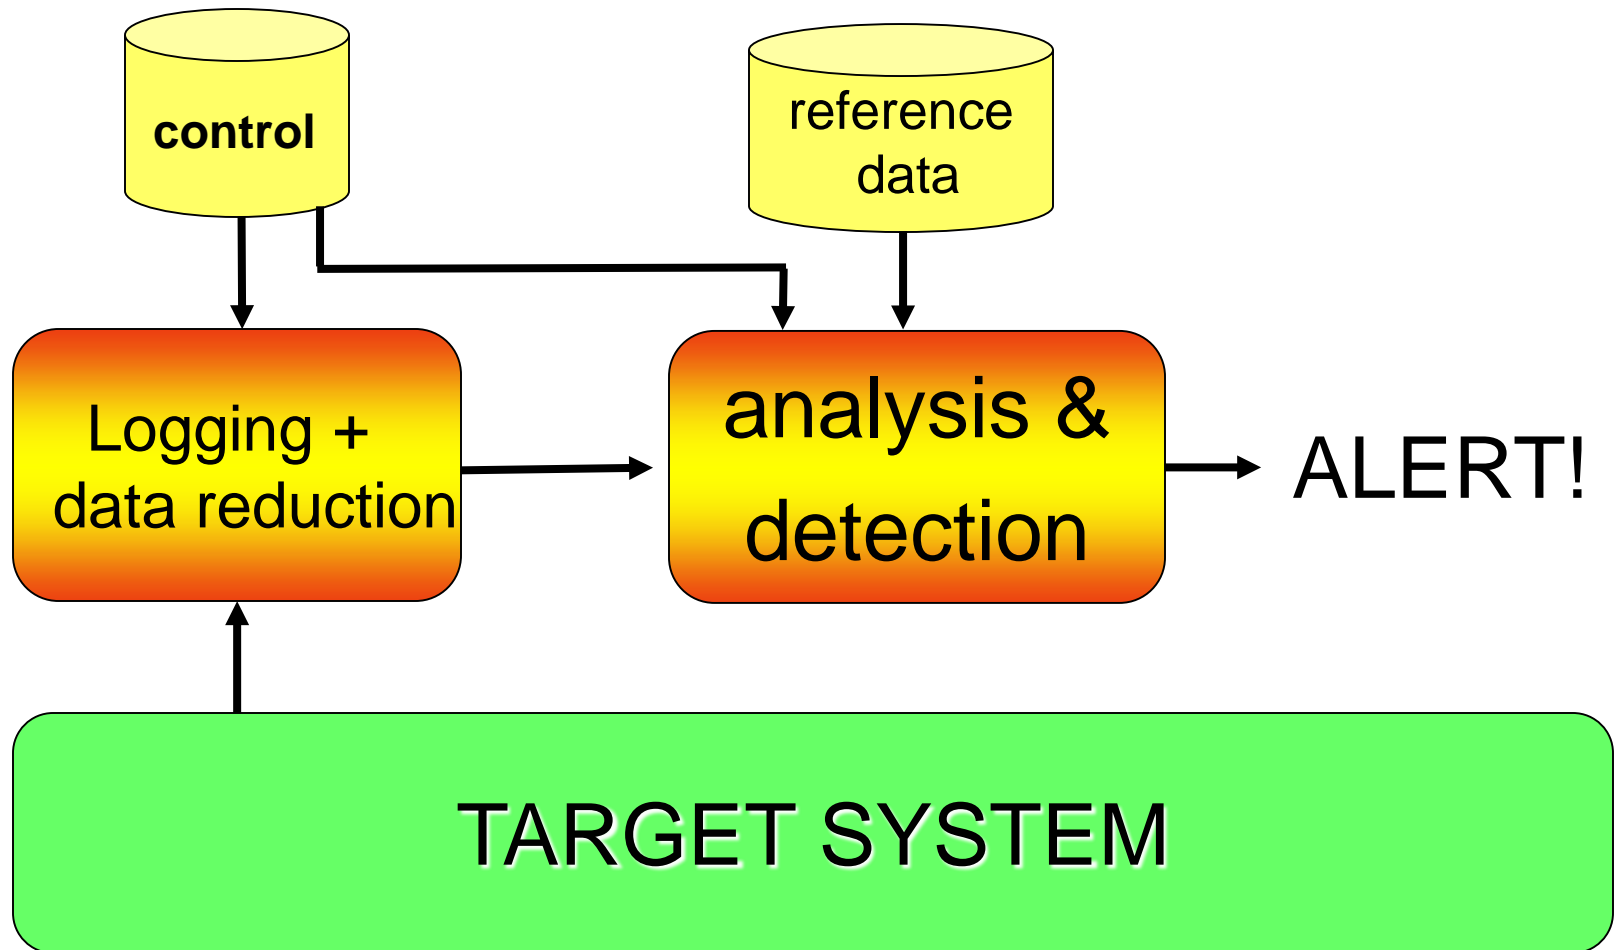 control
reference
data
Logging +
data reduction
analysis &
detection
ALERT!
TARGET SYSTEM